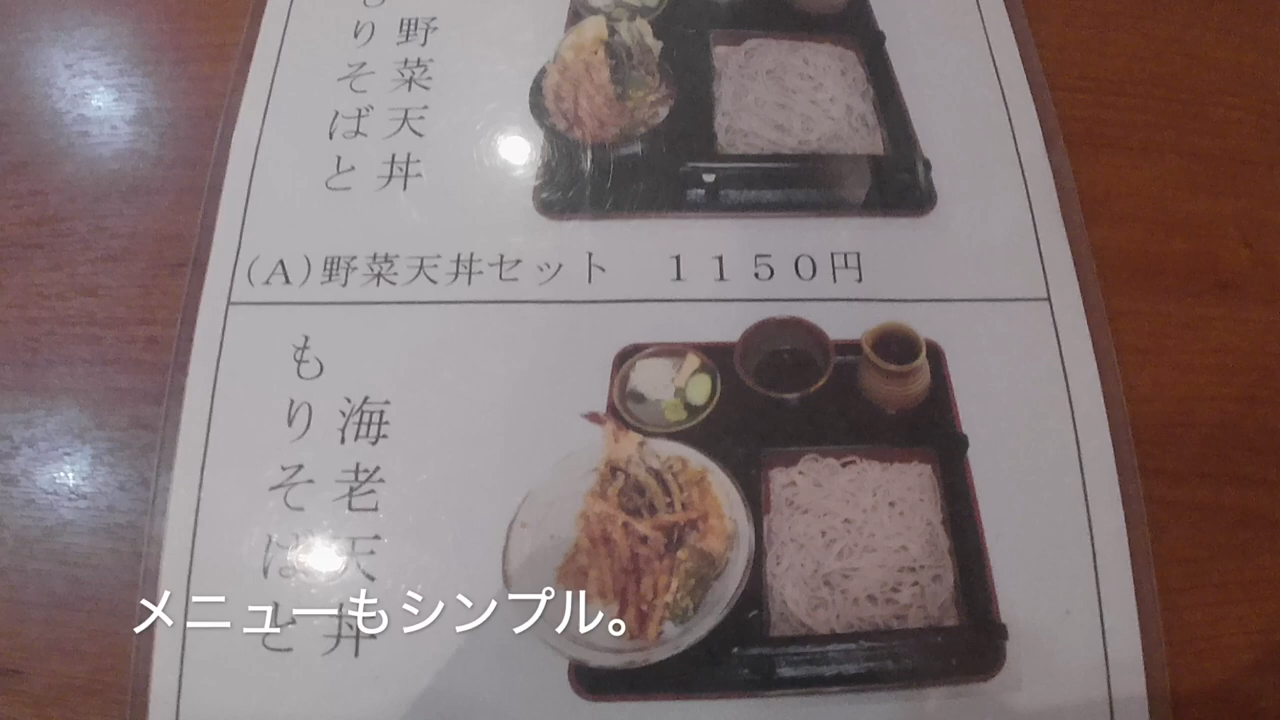 野菜天丼
もりそばと
(A)野菜天丼セット　１１５０円
海老天丼
もりそばと
メニューもシンプル。